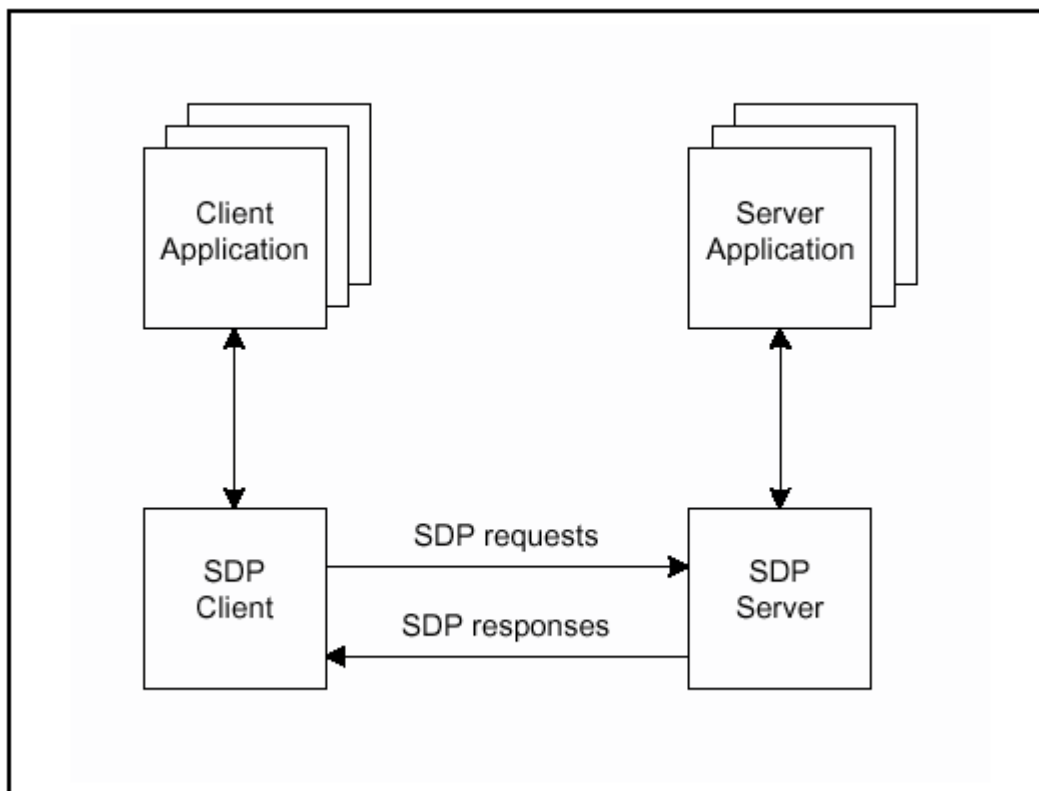 Client
Application
Server
Application
SDP requests
SDP
Client
SDP
Server
SDP responses